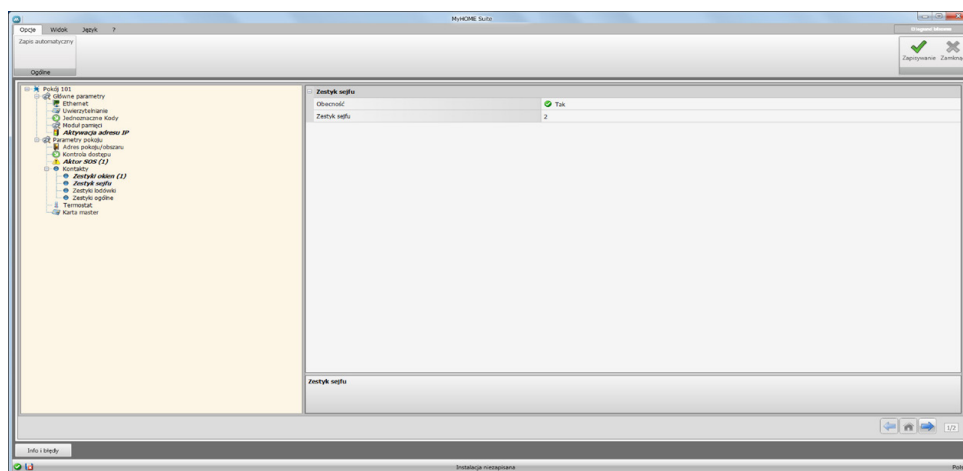 MyHOME Suite
Opcje Widok Język ?
Zapis automatyczny
Zapisywanie Zamknąć
Ogólne
Pokój 101
Główne parametry
Ethernet
Uwierzytelnianie
Jednoznaczne Kody
Moduł pamięci
Aktywacja adresu IP
Parametry pokoju
Adres pokoju/obszaru
Kontrola dostępu
Aktor SOS (1)
Kontakty
Zestyki okien (1)
Zestyk sejfu
Zestyki lodówki
Zestyki ogólne
Termostat
Karta master
Zestyk sejfu
Obecność Tak
Zestyk sejfu 2
Zestyk sejfu
1/2
Info i błędy
Instalacja niezapisana